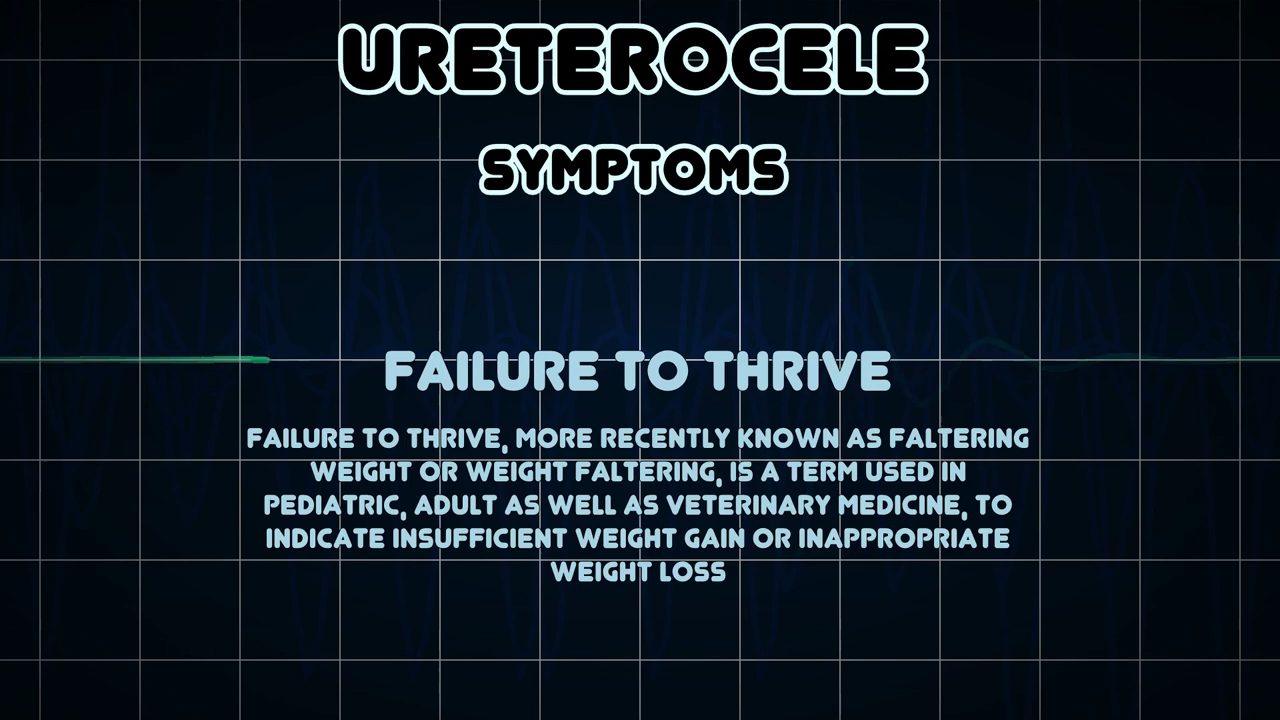 URETEROCELE
SYMPTOMS
FAILURE TO THRIVE
FAILURE TO THRIVE, MORE RECENTLY KNOWN AS FALTERING
WEIGHT OR WEIGHT FALTERING, IS A TERM USED IN
PEDIATRIC, ADULT AS WELL AS VETERINARY MEDICINE, TO
INDICATE INSUFFICIENT WEIGHT GAIN OR INAPPROPRIATE
WEIGHT LOSS